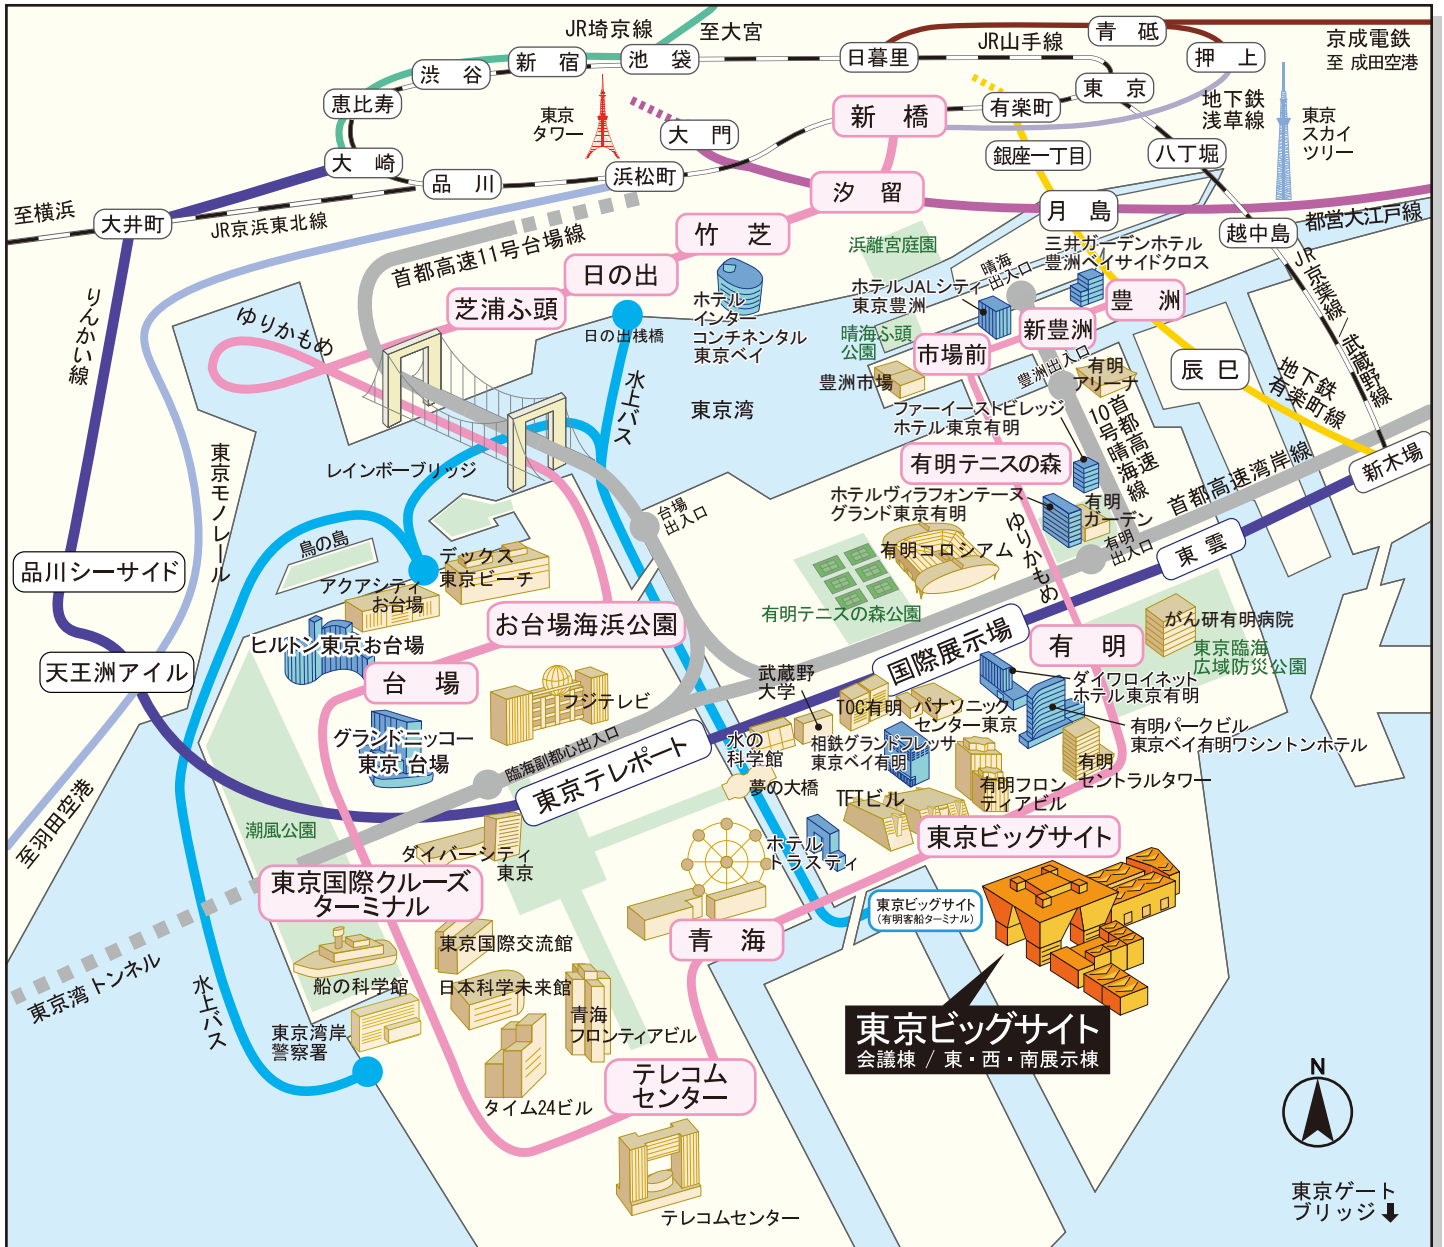 JR埼京線
至大宮
池 袋
新 宿
渋 谷
恵比寿
日暮里
JR山手線
青 砥
押 上
京成電鉄
至 成田空港
東京
タワー
大 門
新 橋
有楽町
東 京
地下鉄
浅草線
東京
スカイ
ツリー
大 崎
品 川
浜松町
銀座一丁目
八丁堀
至横浜
大井町
JR京浜東北線
首都高速11号台場線
汐 留
竹 芝
日の出
芝浦ふ頭
月 島
都営大江戸線
越中島
浜離宮庭園
晴海
出入口
三井ガーデンホテル
豊洲ベイサイドクロス
JR京葉線/武蔵野線
ホテル
インター
コンチネンタル
東京ベイ
ホテルJALシティ
東京豊洲
豊 洲
新豊洲
市場前
晴海ふ頭
公園
豊洲市場
豊洲出入口
有明
アリーナ
辰 巳
地下鉄
有楽町線
新木場
りんかい線
ゆりかもめ
日の出桟橋
水上バス
東京湾
ファーイーストビレッジ
ホテル東京有明
首都高速
10号晴海線
首都高速湾岸線
レインボーブリッジ
東京モノレール
有明テニスの森
ホテルヴィラフォンテーヌ
グランド東京有明
有明
ガーデン
有明
出入口
台場
出入口
有明コロシアム
ゆりかもめ
東 雲
品川シーサイド
鳥の島
デックス
東京ビーチ
アクアシティ
お台場
有明テニスの森公園
お台場海浜公園
ヒルトン東京お台場
国際展示場
有 明
がん研有明病院
東京臨海
広域防災公園
天王洲アイル
台 場
フジテレビ
武蔵野
大学
TOC有明
パナソニック
センター東京
ダイワロイネット
ホテル東京有明
有明パークビル
東京ベイ有明ワシントンホテル
グランドニッコー
東京 台場
臨海副都心出入口
東京テレポート
水の
科学館
相鉄グランドフレッサ
東京ベイ有明
有明
セントラルタワー
有明フロン
ティアビル
夢の大橋
TFTビル
至羽田空港
潮風公園
ダイバーシティ
東京
ホテル
トラスティ
東京ビッグサイト
東京国際クルーズ
ターミナル
東京ビッグサイト
(有明客船ターミナル)
青 海
東京国際交流館
東京湾トンネル
水上バス
船の科学館
日本科学未来館
東京湾岸
警察署
青海
フロンティアビル
東京ビッグサイト
会議棟 / 東・西・南展示棟
テレコム
センター
タイム24ビル
N
テレコムセンター
東京ゲート
ブリッジ